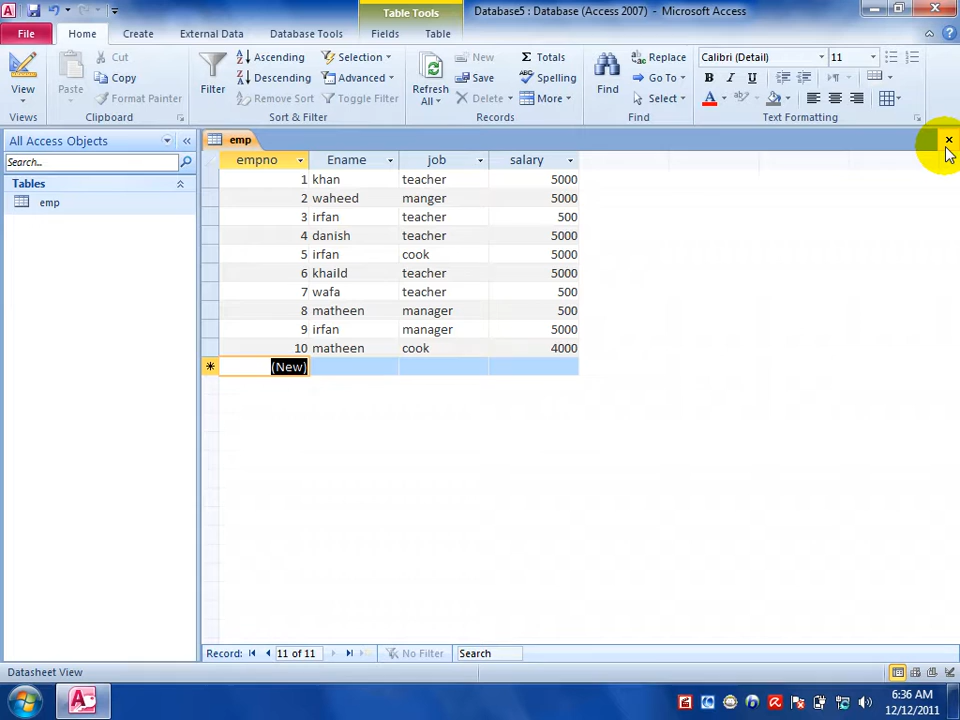 Table Tools
Database5 : Database (Access 2007) - Microsoft Access
File Home Create External Data Database Tools Fields Table
View
Views
Paste
Cut
Copy
Format Painter
Clipboard
Filter
Ascending
Descending
Remove Sort
Selection
Advanced
Toggle Filter
Sort & Filter
Refresh
All
New
Save
Delete
Totals
Spelling
More
Records
Find
Replace
Go To
Select
Find
Calibri (Detail) 11
B I U
A
Text Formatting
All Access Objects
Search...
Tables
emp
emp
empno Ename job salary
1 khan teacher 5000
2 waheed manger 5000
3 irfan teacher 500
4 danish teacher 5000
5 irfan cook 5000
6 khaild teacher 5000
7 wafa teacher 500
8 matheen manager 500
9 irfan manager 5000
10 matheen cook 4000
(New)
Record: 11 of 11 No Filter Search
Datasheet View
6:36 AM
12/12/2011